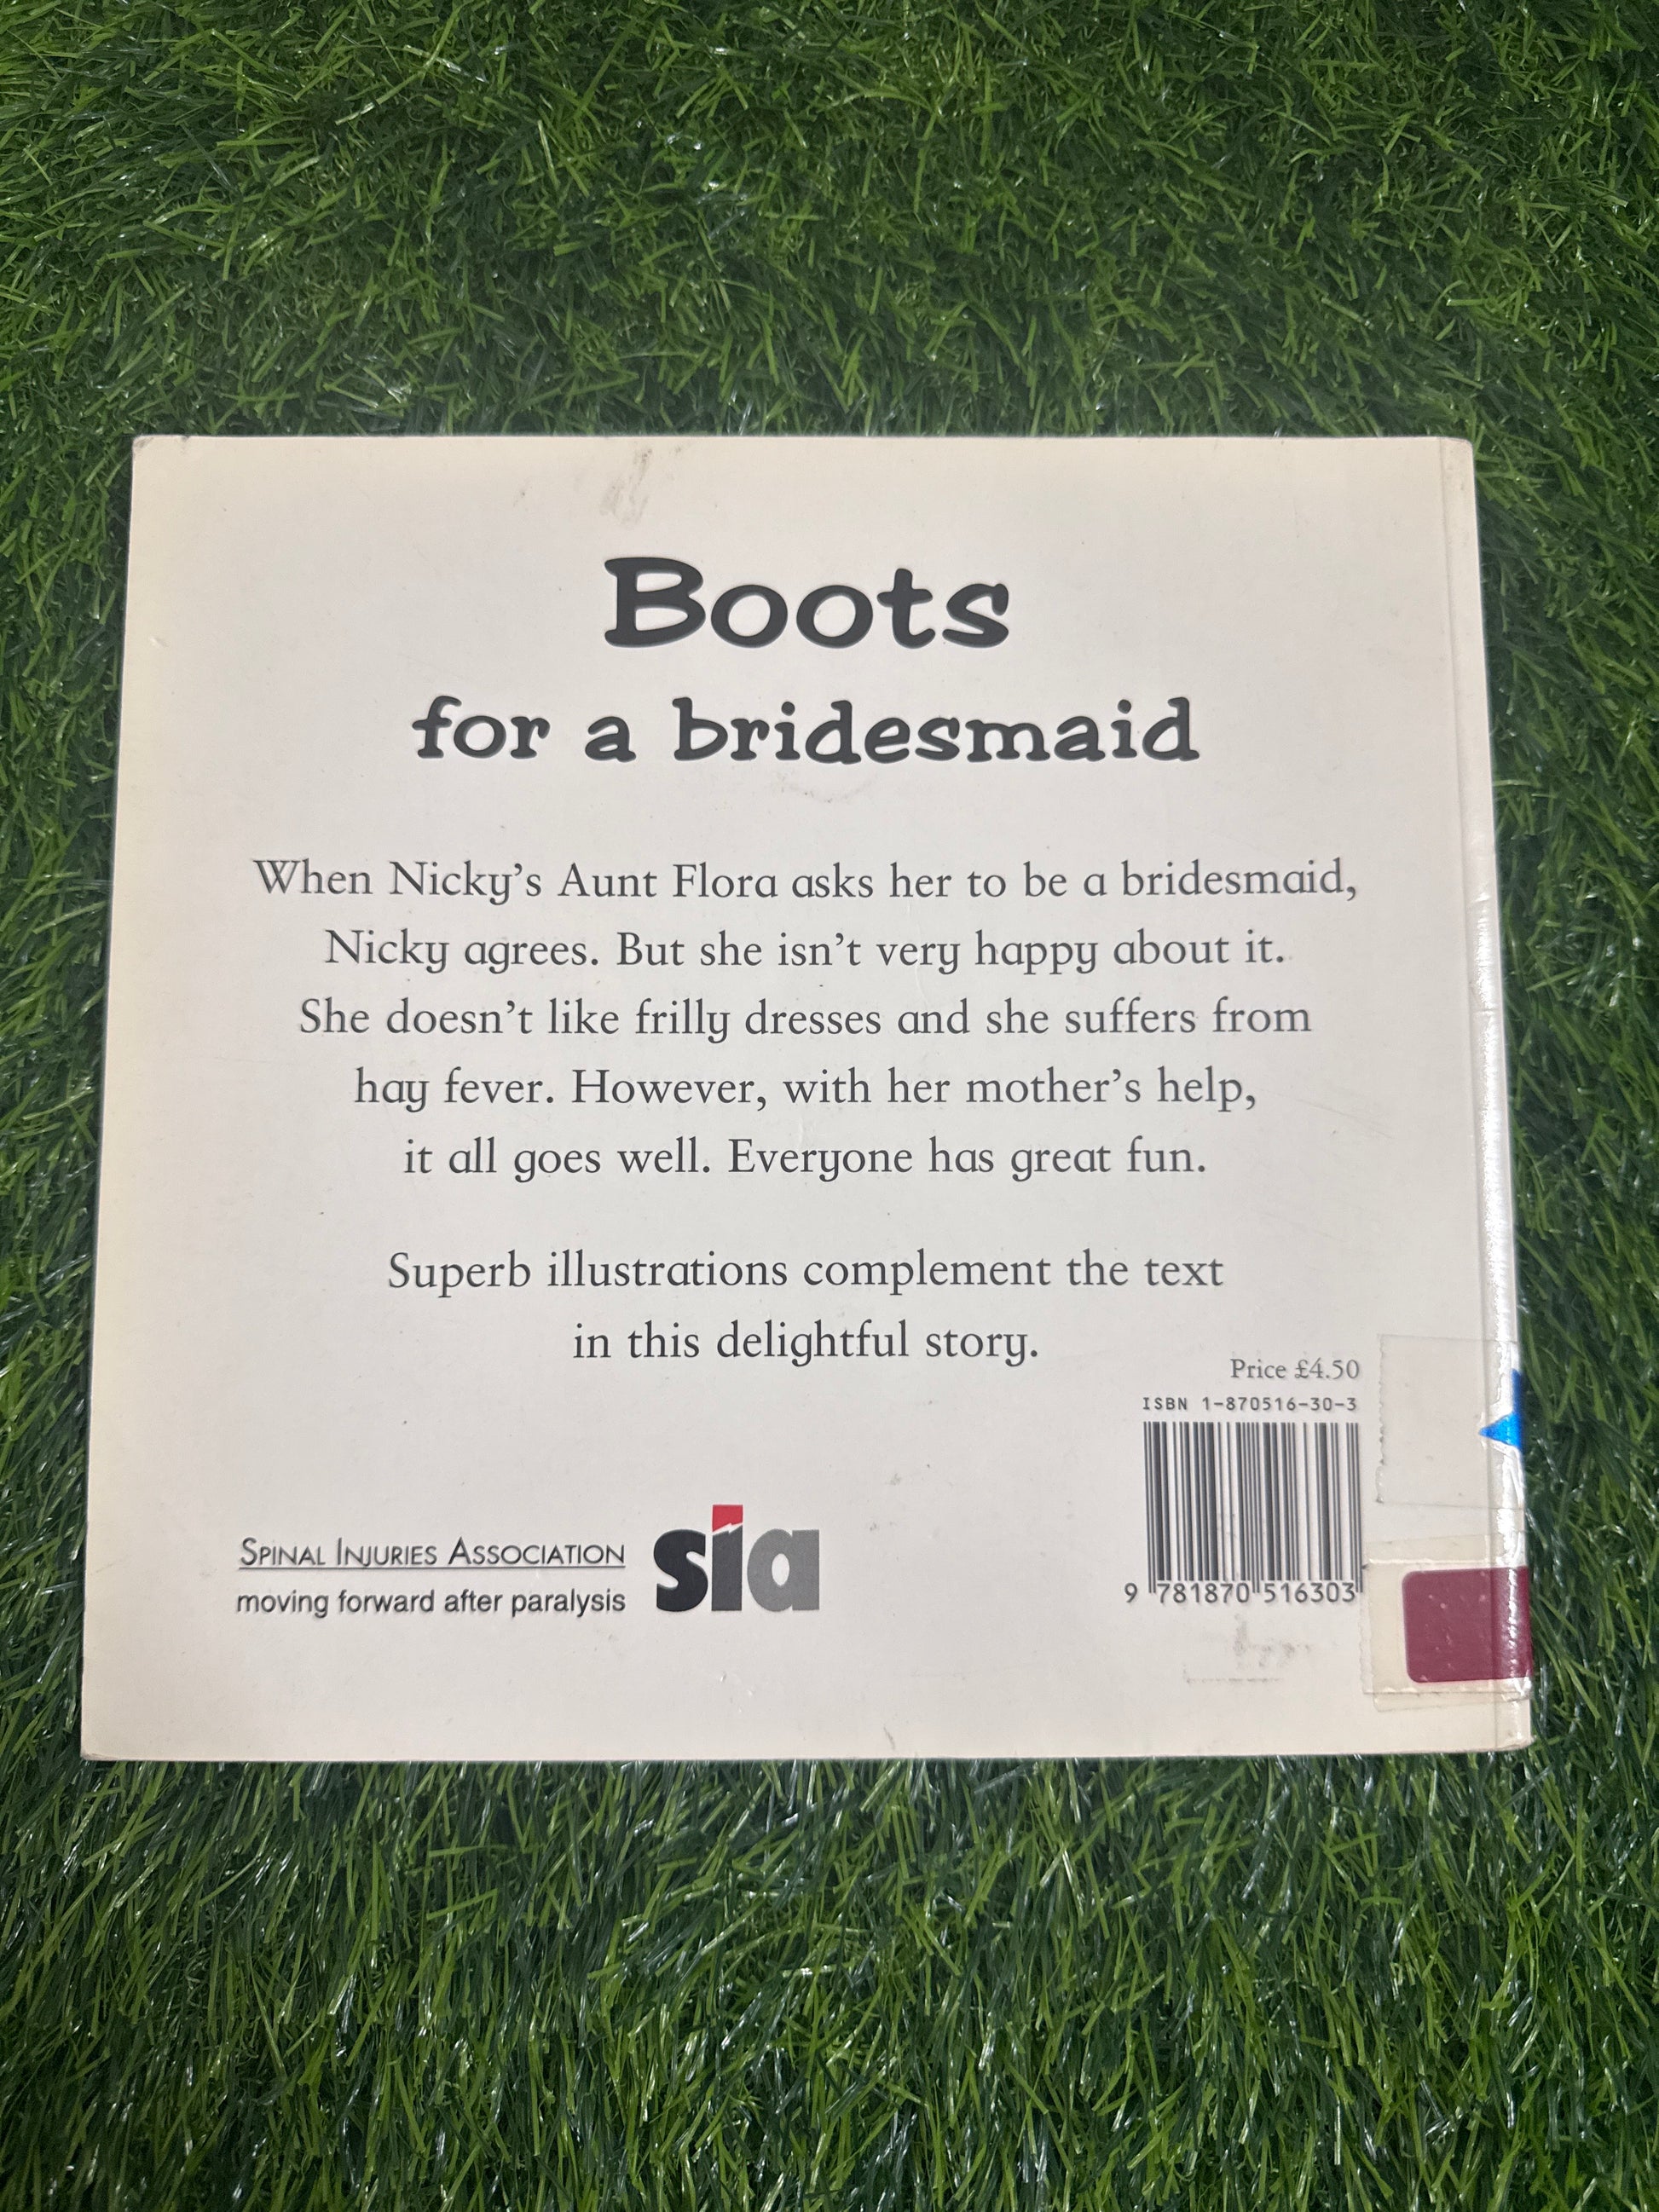 Boots
for a bridesmaid
When Nicky's Aunt Flora asks her to be a bridesmaid,
Nicky agrees. But she isn't very happy about it.
She doesn't like frilly dresses and she suffers from
hay fever. However, with her mother's help,
it all goes well. Everyone has great fun.
Superb illustrations complement the text
in this delightful story.
Price £4.50
ISBN 1-870516-30-3
9 781870 516303
SPINAL INJURIES ASSOCIATION
moving forward after paralysis
sia